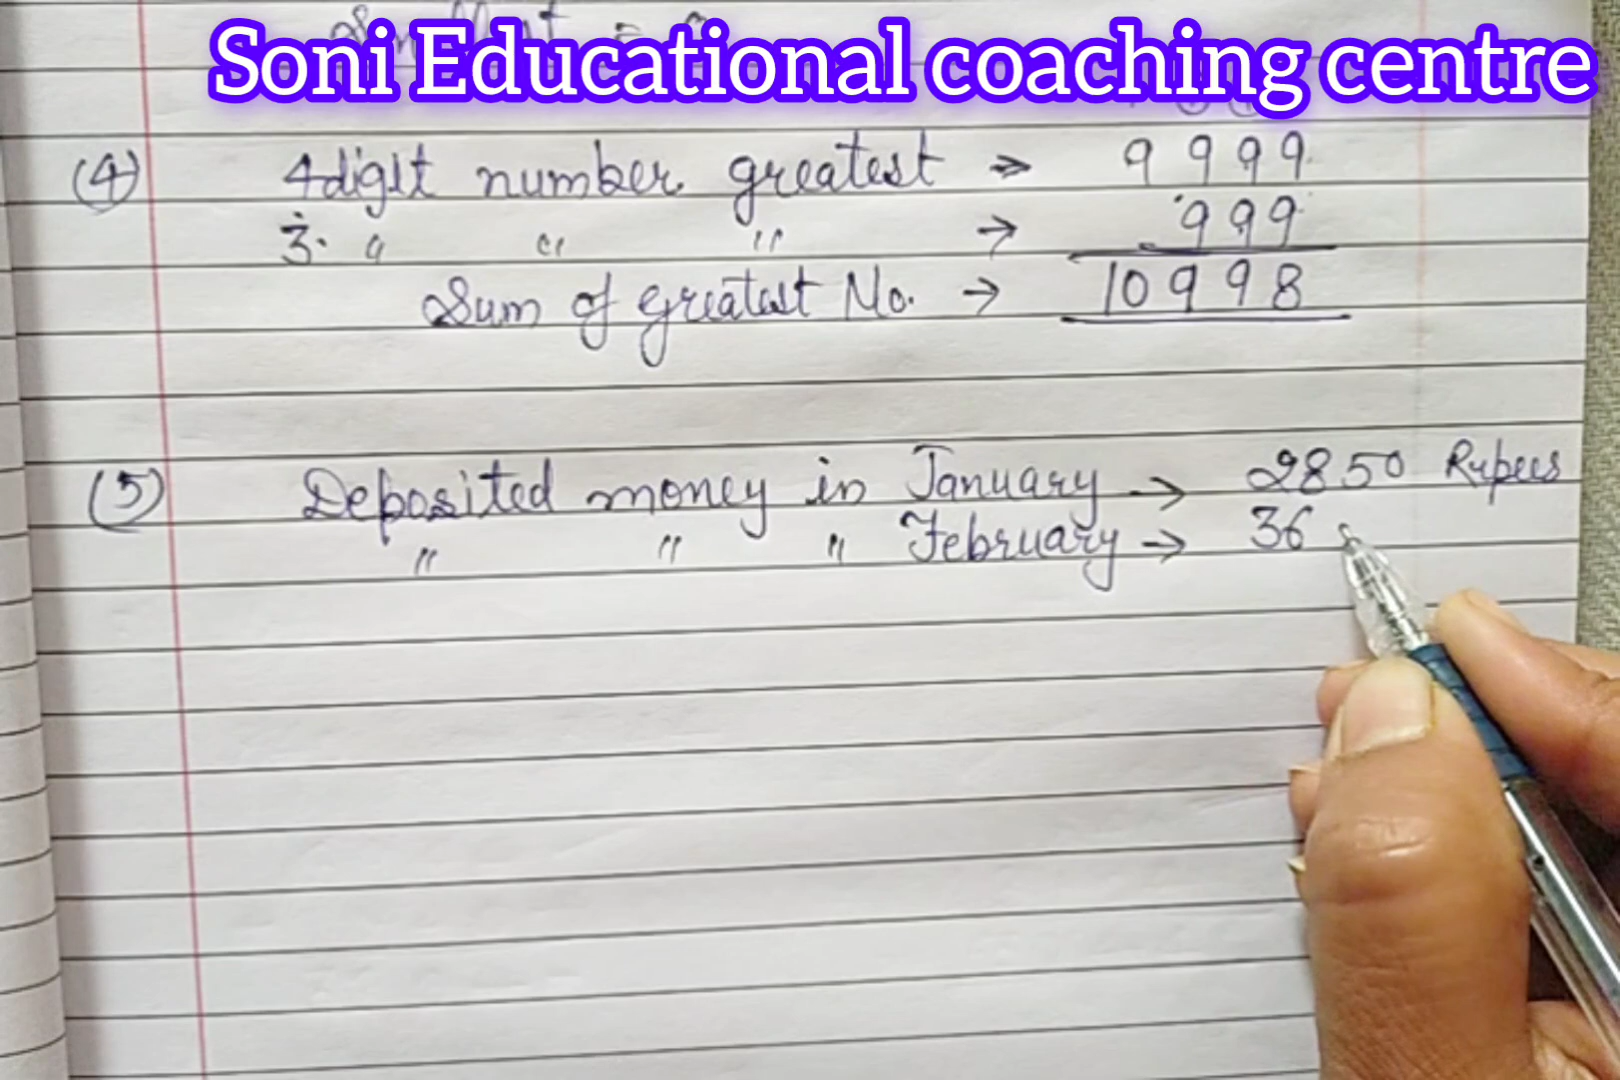 Soni Educational coaching centre
(4) 4digit number greatest → 9999
3. " " " → 999
Sum of greatest No. → 10998
(5) Deposited money in January → 2850 Rupees
" " " February → 36